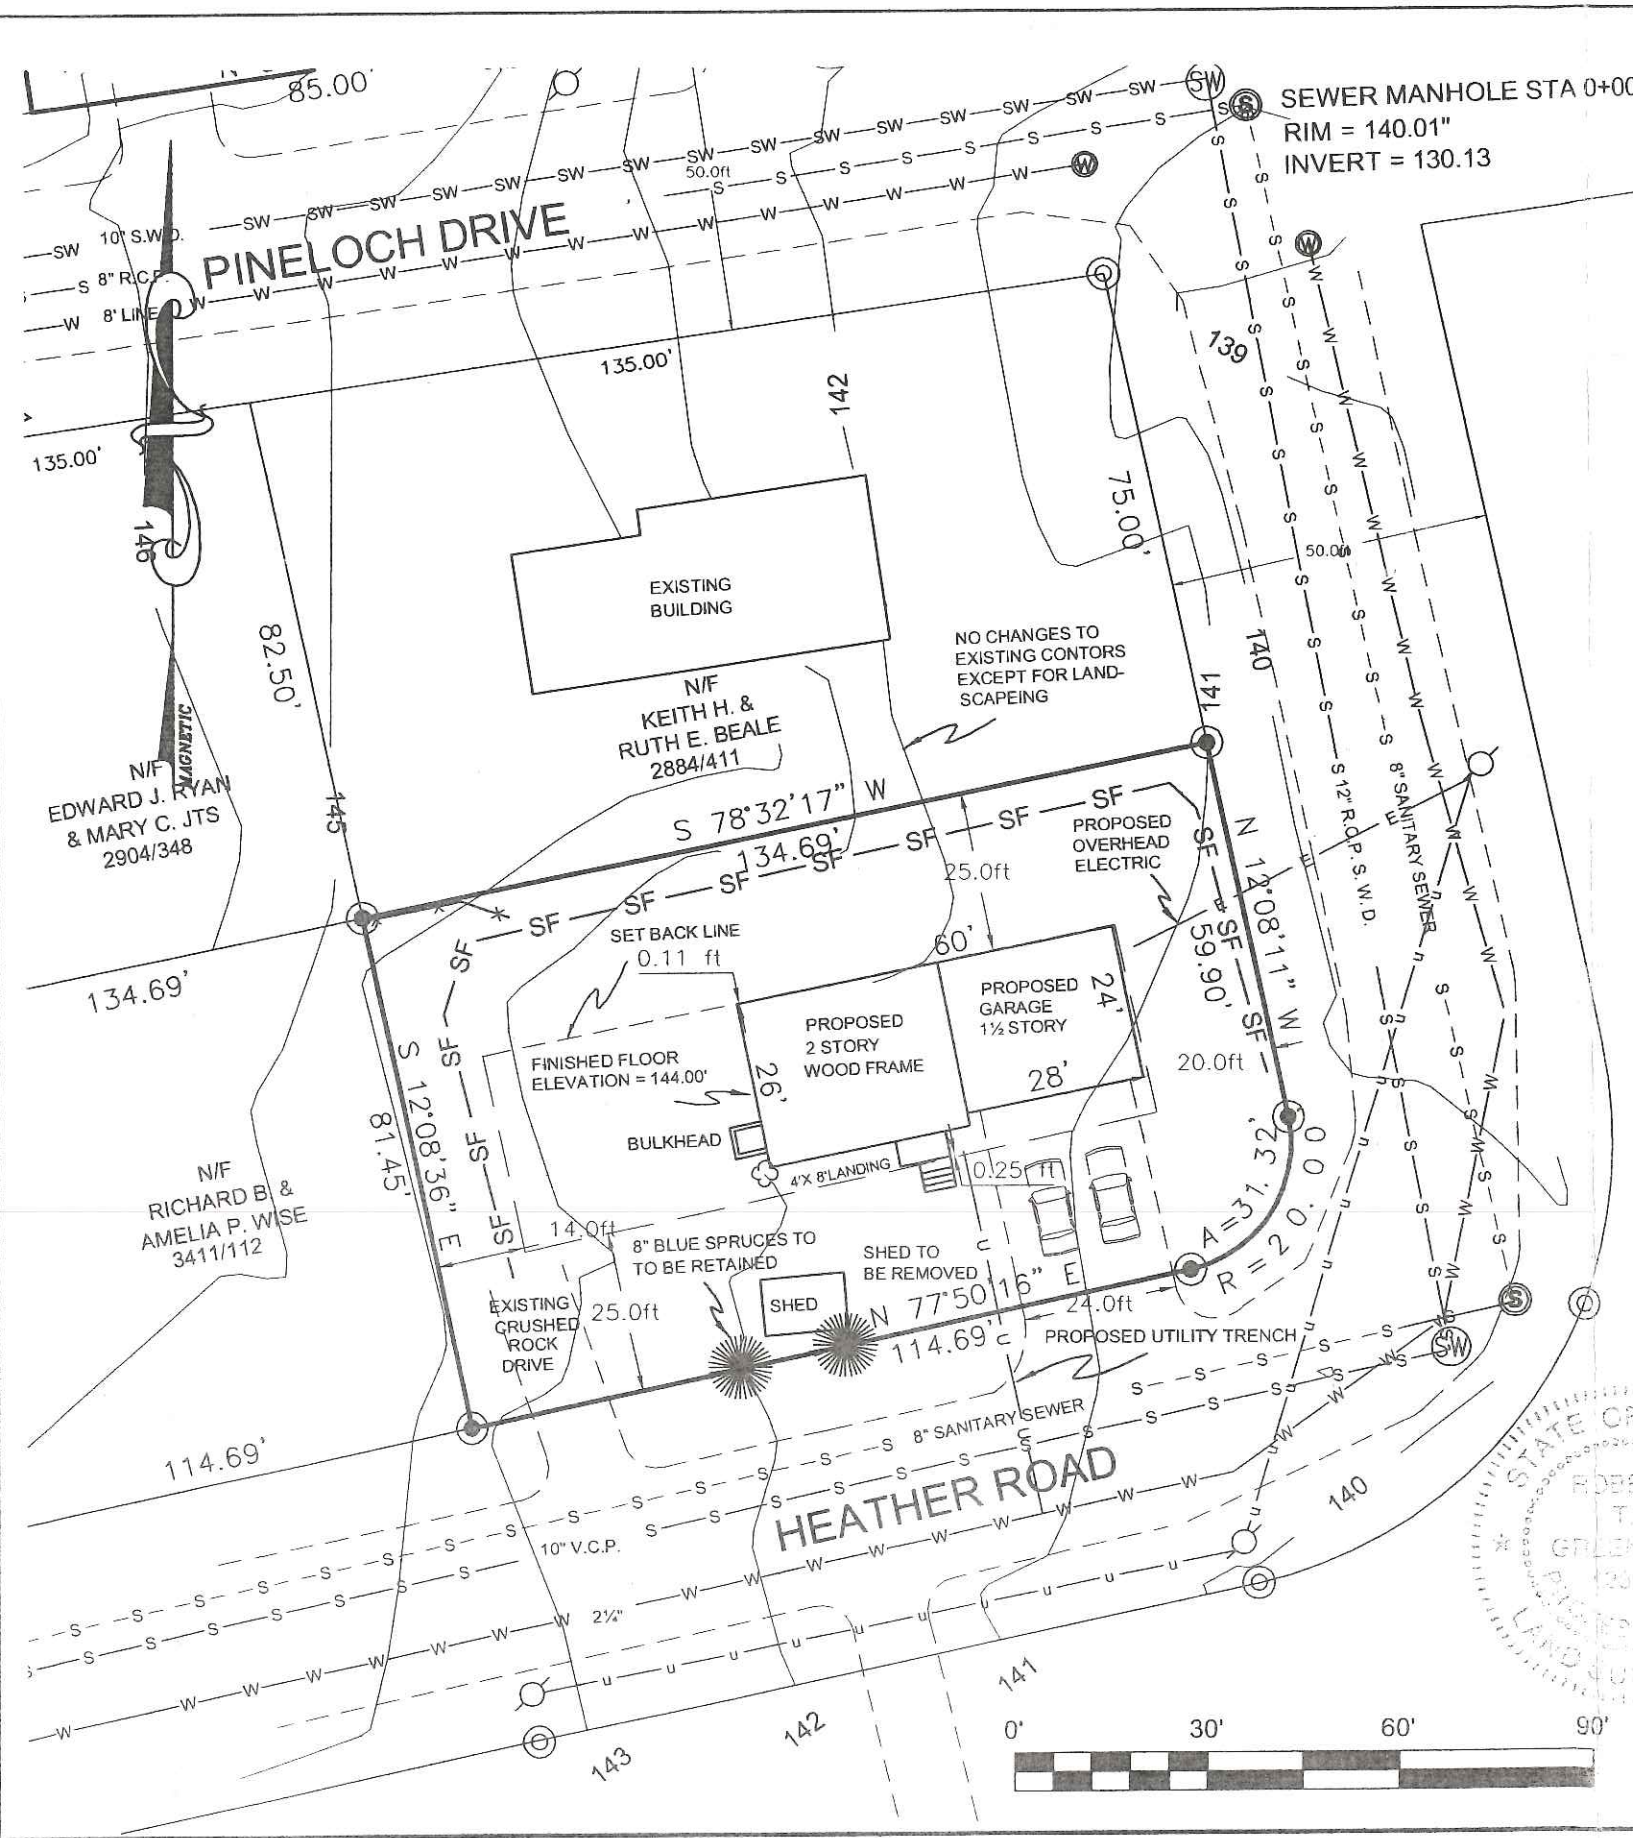 85.00'
SEWER MANHOLE STA 0+00
RIM = 140.01"
INVERT = 130.13
SW
S
W
50.0ft
10" S.W.D.
8" R.C.P.
8' LINE
PINELOCH DRIVE
135.00'
135.00'
139
142
146
75.00'
50.0ft
EXISTING
BUILDING
82.50'
NO CHANGES TO
EXISTING CONTORS
EXCEPT FOR LAND-
SCAPEING
140
141
N/F
KEITH H. &
RUTH E. BEALE
2884/411
MAGNETIC
N/F
EDWARD J. RYAN
& MARY C. JTS
2904/348
145
S 78°32'17" W
134.69'
SF
25.0ft
PROPOSED
OVERHEAD
ELECTRIC
N 12°08'11" W
59.90'
12" R.C.P. S.W.D.
8" SANITARY SEWER
134.69'
SET BACK LINE
0.11 ft
60'
PROPOSED
GARAGE
1½ STORY
24'
28'
PROPOSED
2 STORY
WOOD FRAME
26'
FINISHED FLOOR
ELEVATION = 144.00'
20.0ft
S 12°08'36" E
81.45'
BULKHEAD
4'X 8'LANDING
0.25 ft
A=31.32'
R=20.00
N/F
RICHARD B. &
AMELIA P. WISE
3411/112
14.0ft
8" BLUE SPRUCES TO
TO BE RETAINED
SHED TO
BE REMOVED
SHED
EXISTING
CRUSHED
ROCK
DRIVE
25.0ft
N 77°50'16" E
114.69'
24.0ft
PROPOSED UTILITY TRENCH
S
SW
114.69'
8" SANITARY SEWER
HEATHER ROAD
10" V.C.P.
2¼"
140
141
142
143
STATE OF
LAND SU
0' 30' 60' 90'